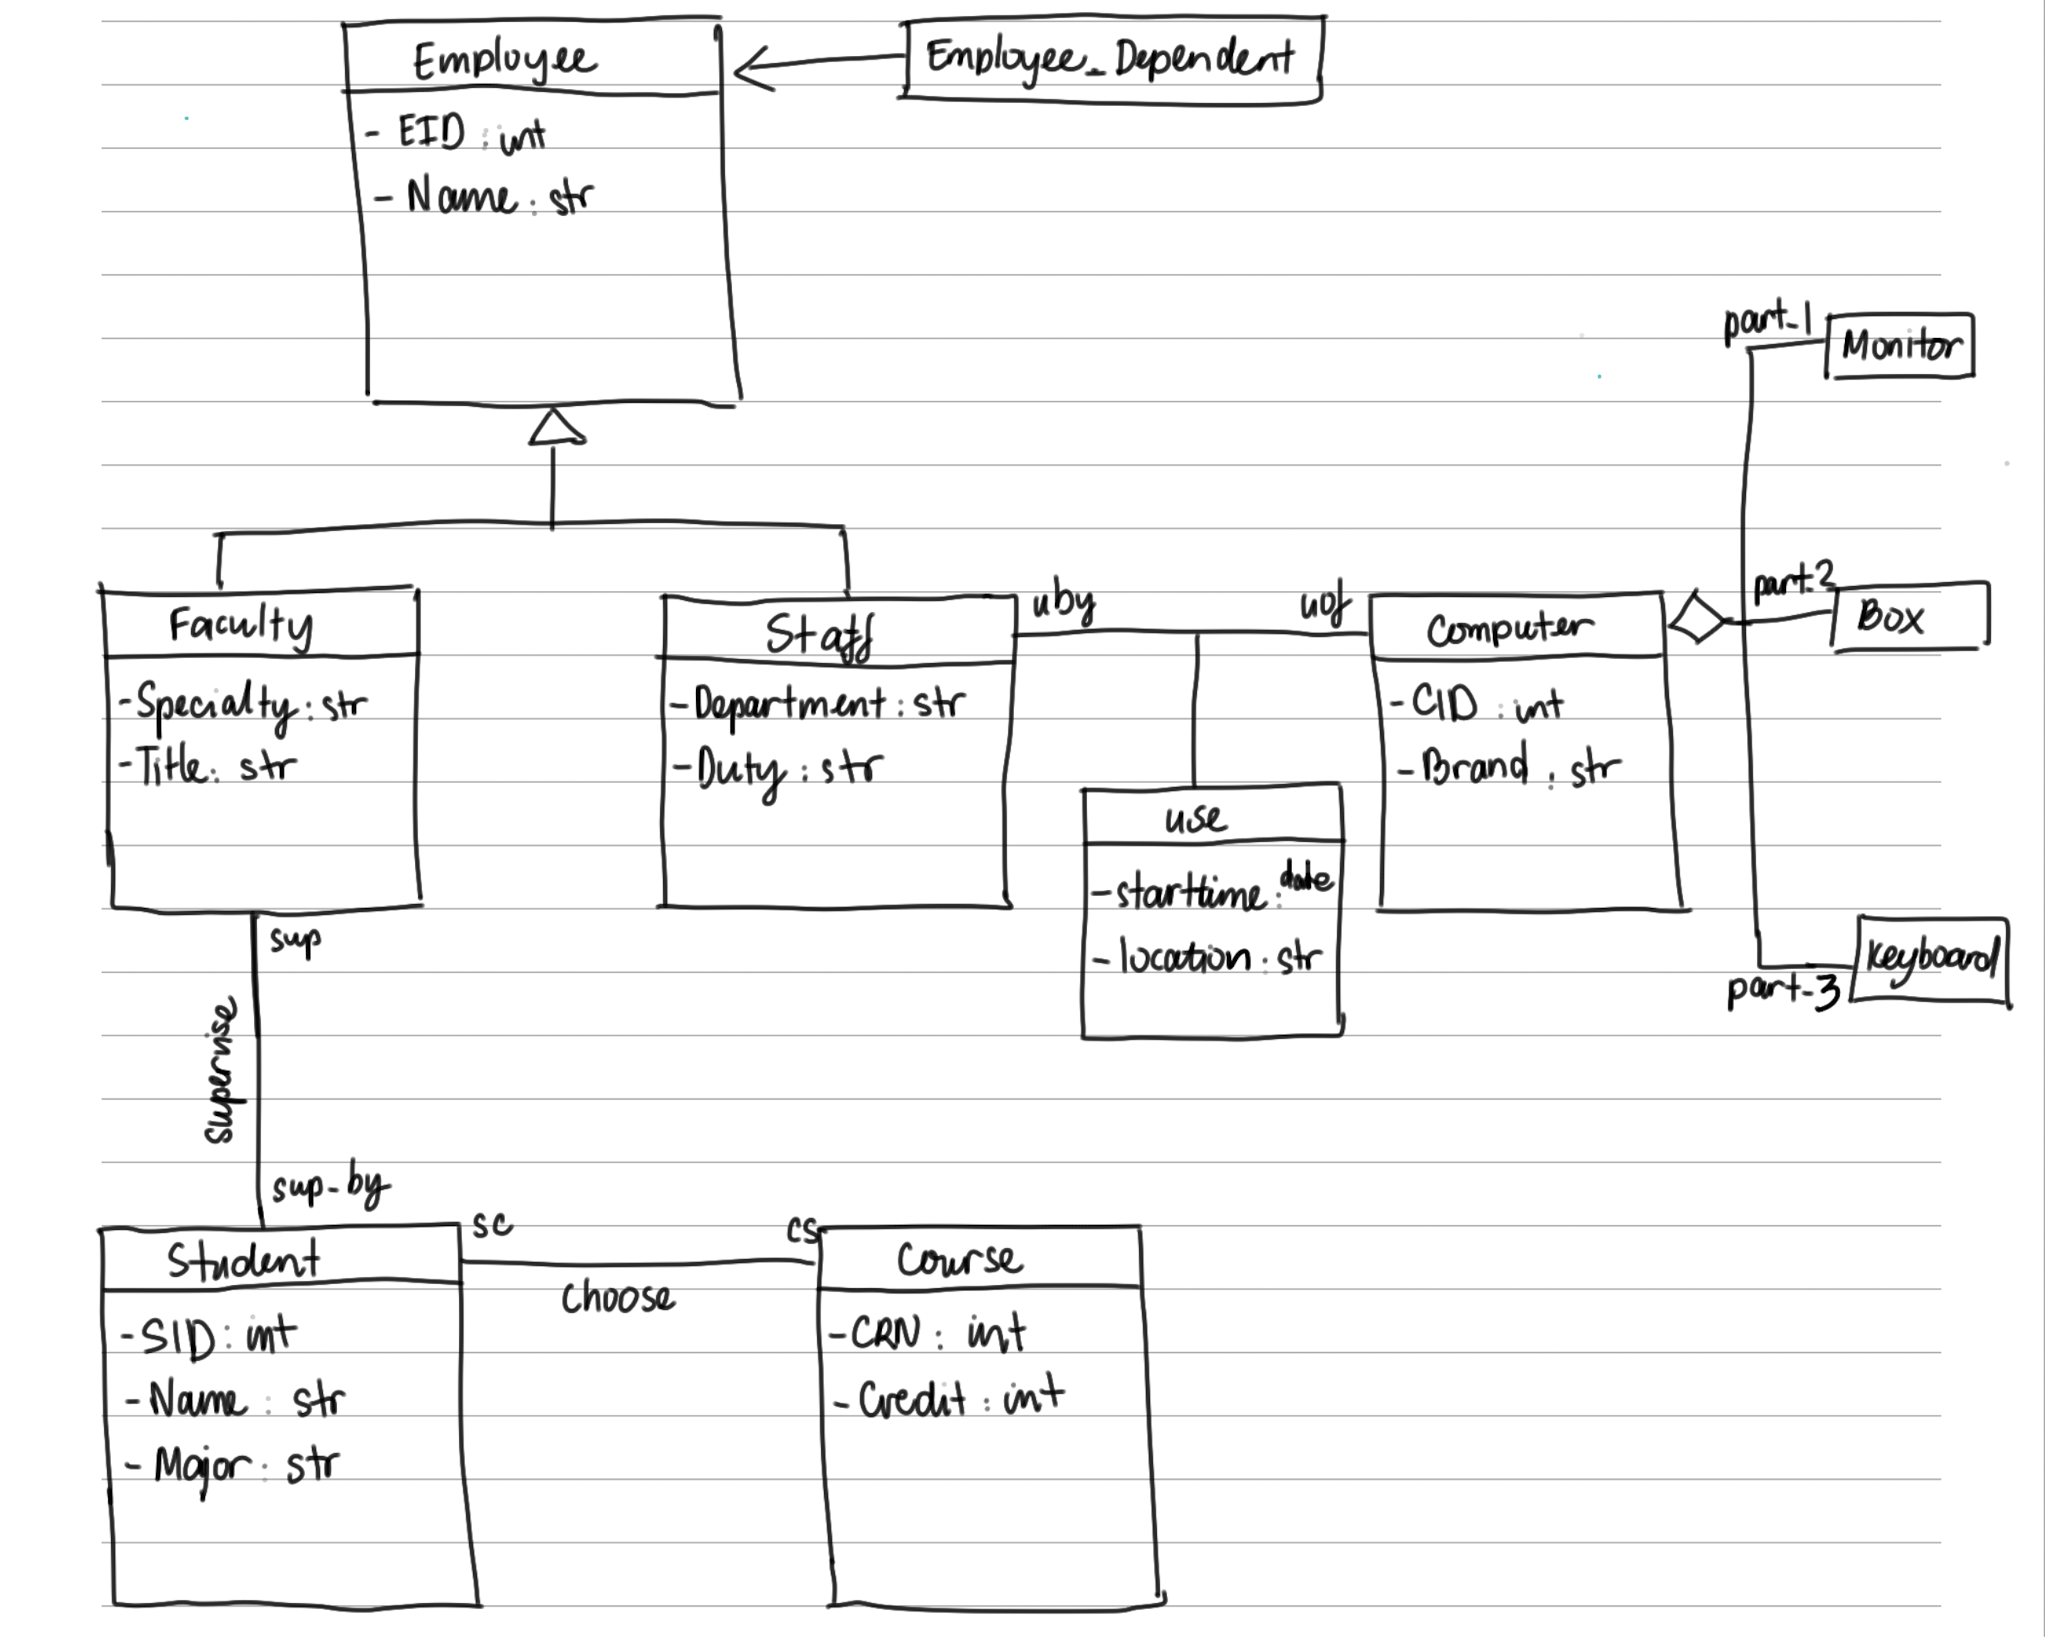 Employee
- EID : int
- Name : str
Employee_Dependent
part-1
Monitor
Faculty
- Specialty : str
- Title : str
Staff
- Department : str
- Duty : str
uby
uof
Computer
- CID : int
- Brand : str
part-2
Box
use
- starttime : date
- location : str
Keyboard
part-3
sup
supervise
sup-by
Student
- SID : int
- Name : str
- Major : str
sc
cs
choose
Course
- CRN : int
- Credit : int